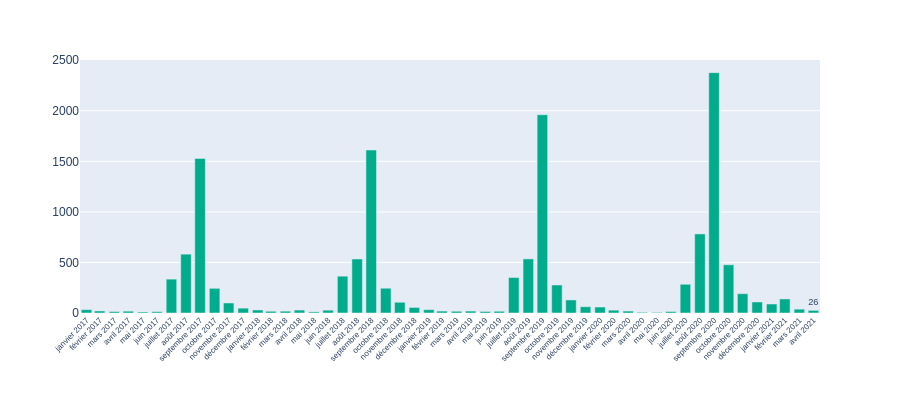 2500
2000
1500
1000
500
0
26
janvier 2017
février 2017
mars 2017
avril 2017
mai 2017
juin 2017
juillet 2017
août 2017
septembre 2017
octobre 2017
novembre 2017
décembre 2017
janvier 2018
février 2018
mars 2018
avril 2018
mai 2018
juin 2018
juillet 2018
août 2018
septembre 2018
octobre 2018
novembre 2018
décembre 2018
janvier 2019
février 2019
mars 2019
avril 2019
mai 2019
juin 2019
juillet 2019
août 2019
septembre 2019
octobre 2019
novembre 2019
décembre 2019
janvier 2020
février 2020
mars 2020
avril 2020
mai 2020
juin 2020
juillet 2020
août 2020
septembre 2020
octobre 2020
novembre 2020
décembre 2020
janvier 2021
février 2021
mars 2021
avril 2021